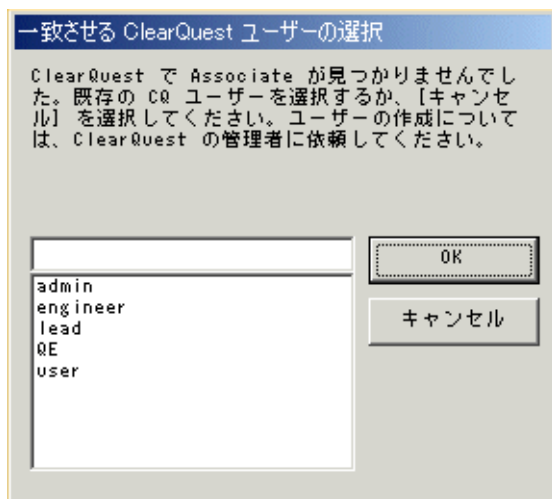 一致させる ClearQuest ユーザーの選択
ClearQuest で Associate が見つかりませんでし
た。既存の CQ ユーザーを選択するか、[キャンセ
ル] を選択してください。ユーザーの作成について
は、ClearQuest の管理者に依頼してください。
OK
admin
engineer
キャンセル
lead
QE
user